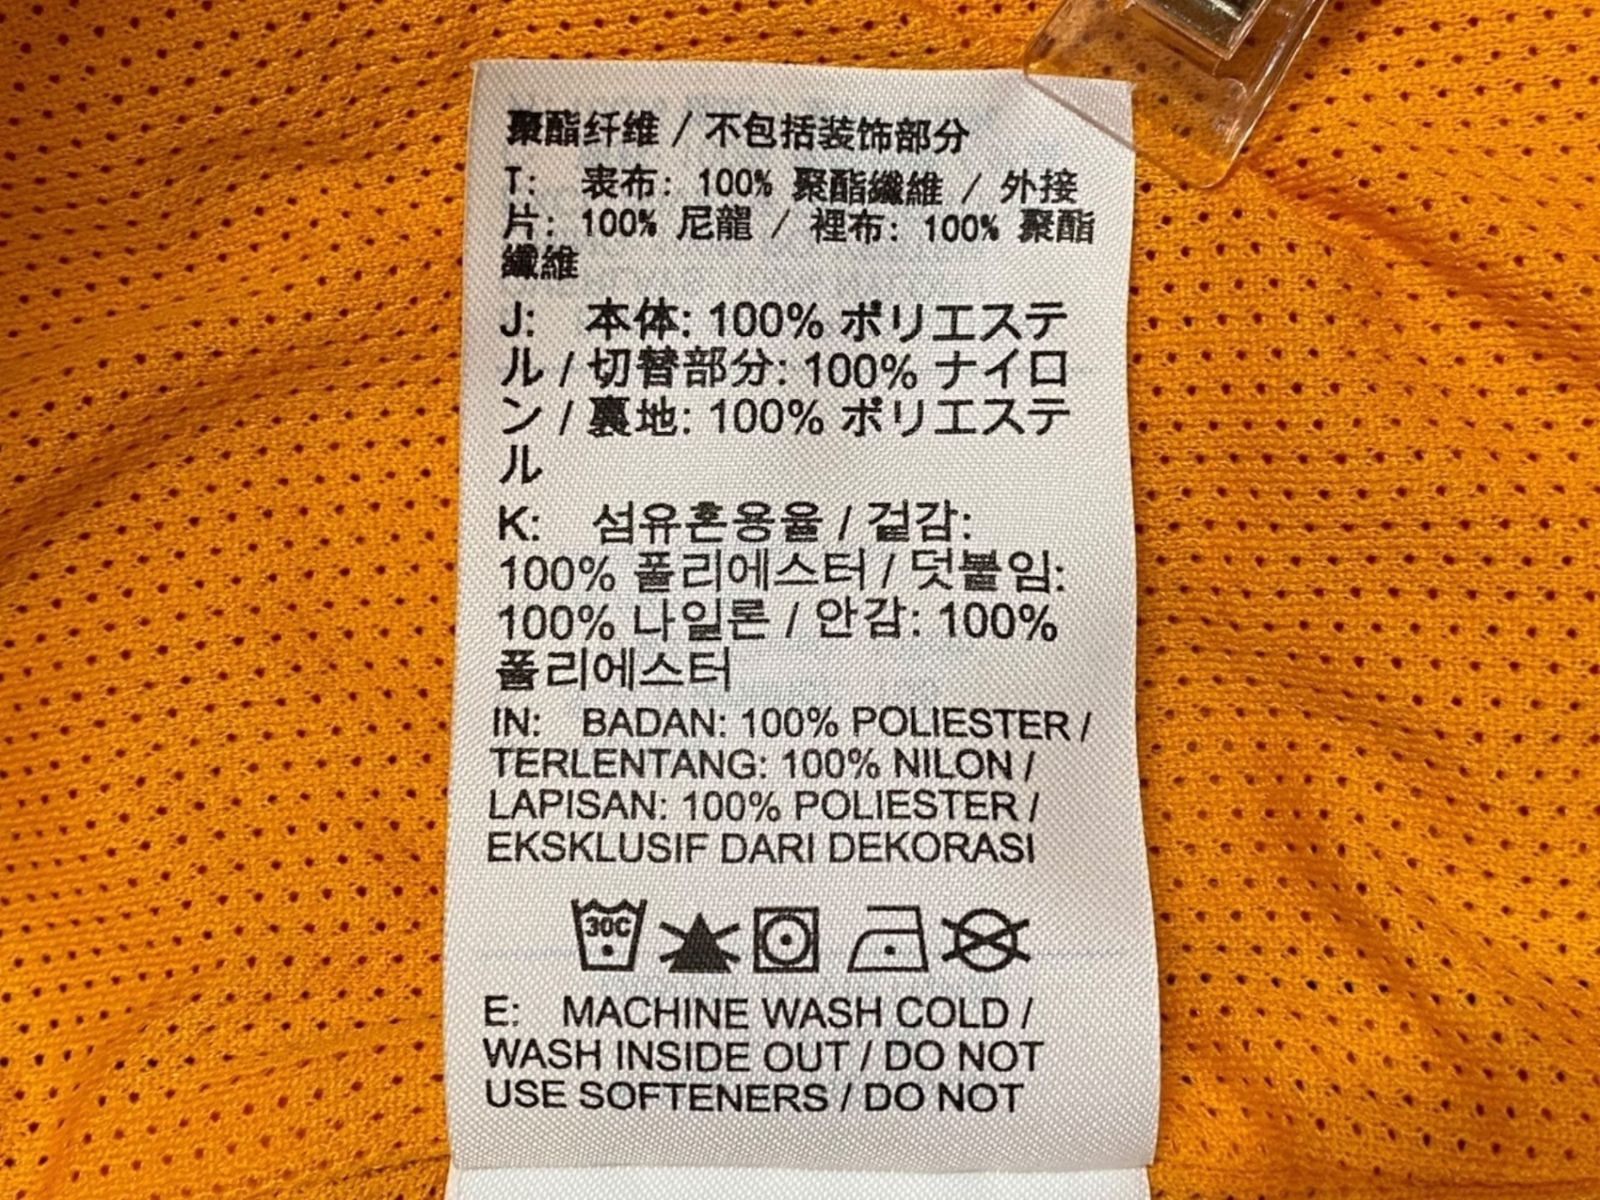 聚酯纤维 / 不包括装饰部分
T: 表布: 100% 聚酯纖維 / 外接
片: 100% 尼龍 / 裡布: 100% 聚酯
纖維
J: 本体: 100% ポリエステ
ル / 切替部分: 100% ナイロ
ン / 裏地: 100% ポリエステ
ル
K: 섬유혼용율 / 겉감:
100% 폴리에스터 / 덧붙임:
100% 나일론 / 안감: 100%
폴리에스터
IN: BADAN: 100% POLIESTER /
TERLENTANG: 100% NILON /
LAPISAN: 100% POLIESTER /
EKSKLUSIF DARI DEKORASI
30C
E: MACHINE WASH COLD /
WASH INSIDE OUT / DO NOT
USE SOFTENERS / DO NOT